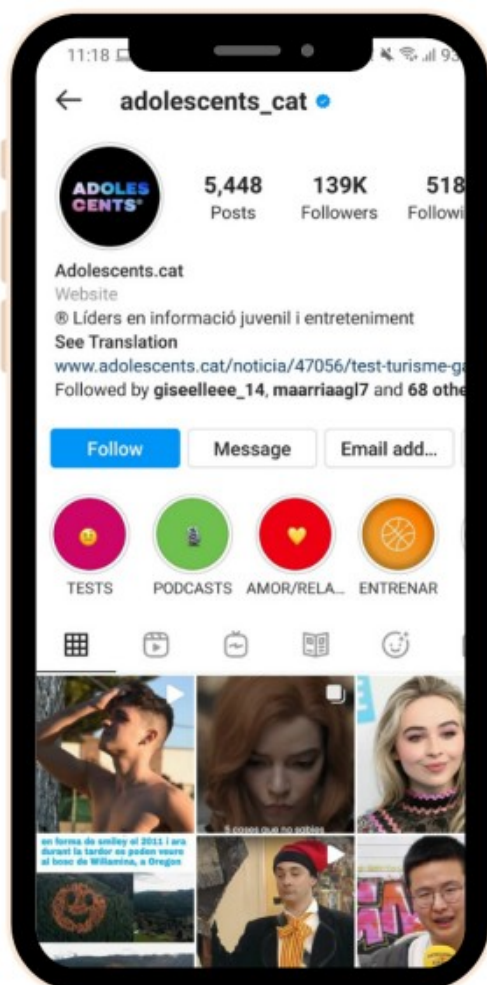 11:18
93
adolescents_cat
ADOLES
CENTS®
5,448
139K
518
Posts
Followers
Followi
Adolescents.cat
Website
® Líders en informació juvenil i entreteniment
See Translation
www.adolescents.cat/noticia/47056/test-turisme-ga
Followed by giseelleee_14, maarriaagl7 and 68 othe
Follow
Message
Email add...
TESTS
PODCASTS
AMOR/RELA...
ENTRENAR
5 coses que no sabies
en forma de smiley el 2011 i ara
durant la tardor es poden veure
al bosc de Willamina, a Oregon